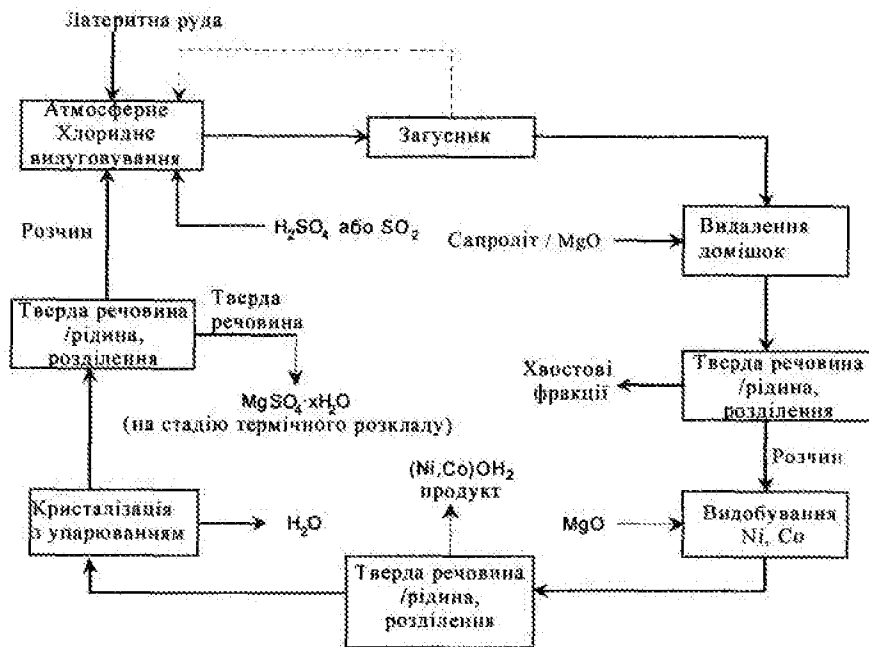 Латеритна руда
Атмосферне
Хлоридне
вилуговування
Загусник
Розчин
H₂SO₄ або SO₂
Сапроліт / MgO
Видалення
домішок
Тверда речовина
/рідина,
розділення
Тверда
речовина
MgSO₄·xH₂O
(на стадію термічного розкладу)
Хвостові
фракції
Тверда речовина
/рідина,
розділення
Розчин
(Ni,Co)OH₂
продукт
Кристалізація
з упарюванням
H₂O
MgO
Видобування
Ni, Co
Тверда речовина
/рідина,
розділення